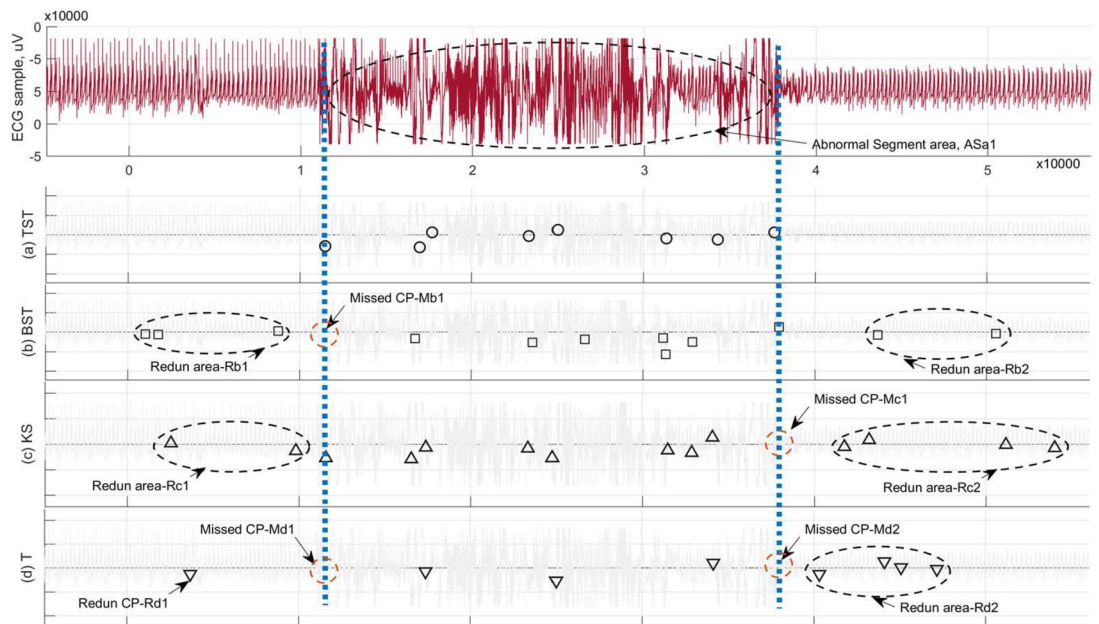 x10000
0
-5
5
0
-5
ECG sample, uV
Abnormal Segment area, ASa1
0
1
2
3
4
5
x10000
(a) TST
(b) BST
Missed CP-Mb1
Redun area-Rb1
Redun area-Rb2
(c) KS
Missed CP-Mc1
Redun area-Rc1
Redun area-Rc2
(d) T
Missed CP-Md1
Missed CP-Md2
Redun CP-Rd1
Redun area-Rd2